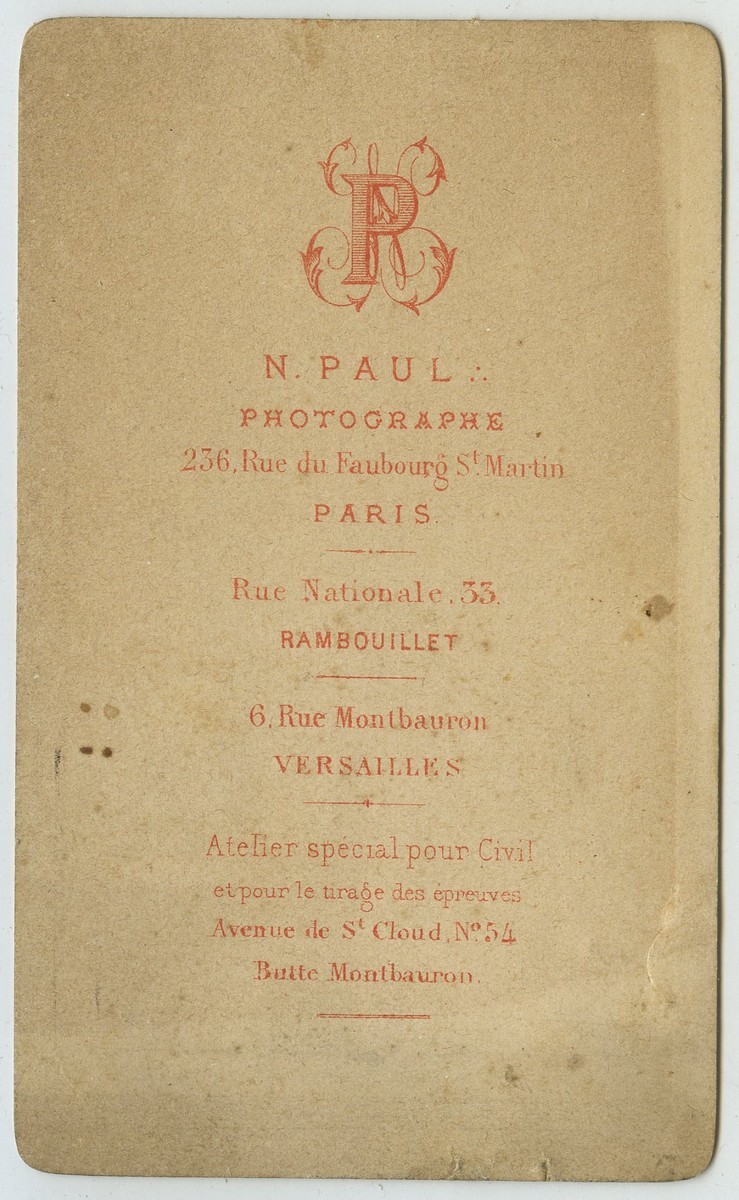 NP
N. PAUL ∴
PHOTOGRAPHE
236, Rue du Faubourg St. Martin
PARIS.
Rue Nationale, 33.
RAMBOUILLET
6, Rue Montbauron
VERSAILLES
Atelier spécial pour Civil
et pour le tirage des épreuves
Avenue de St Cloud, No. 54
Butte Montbauron.